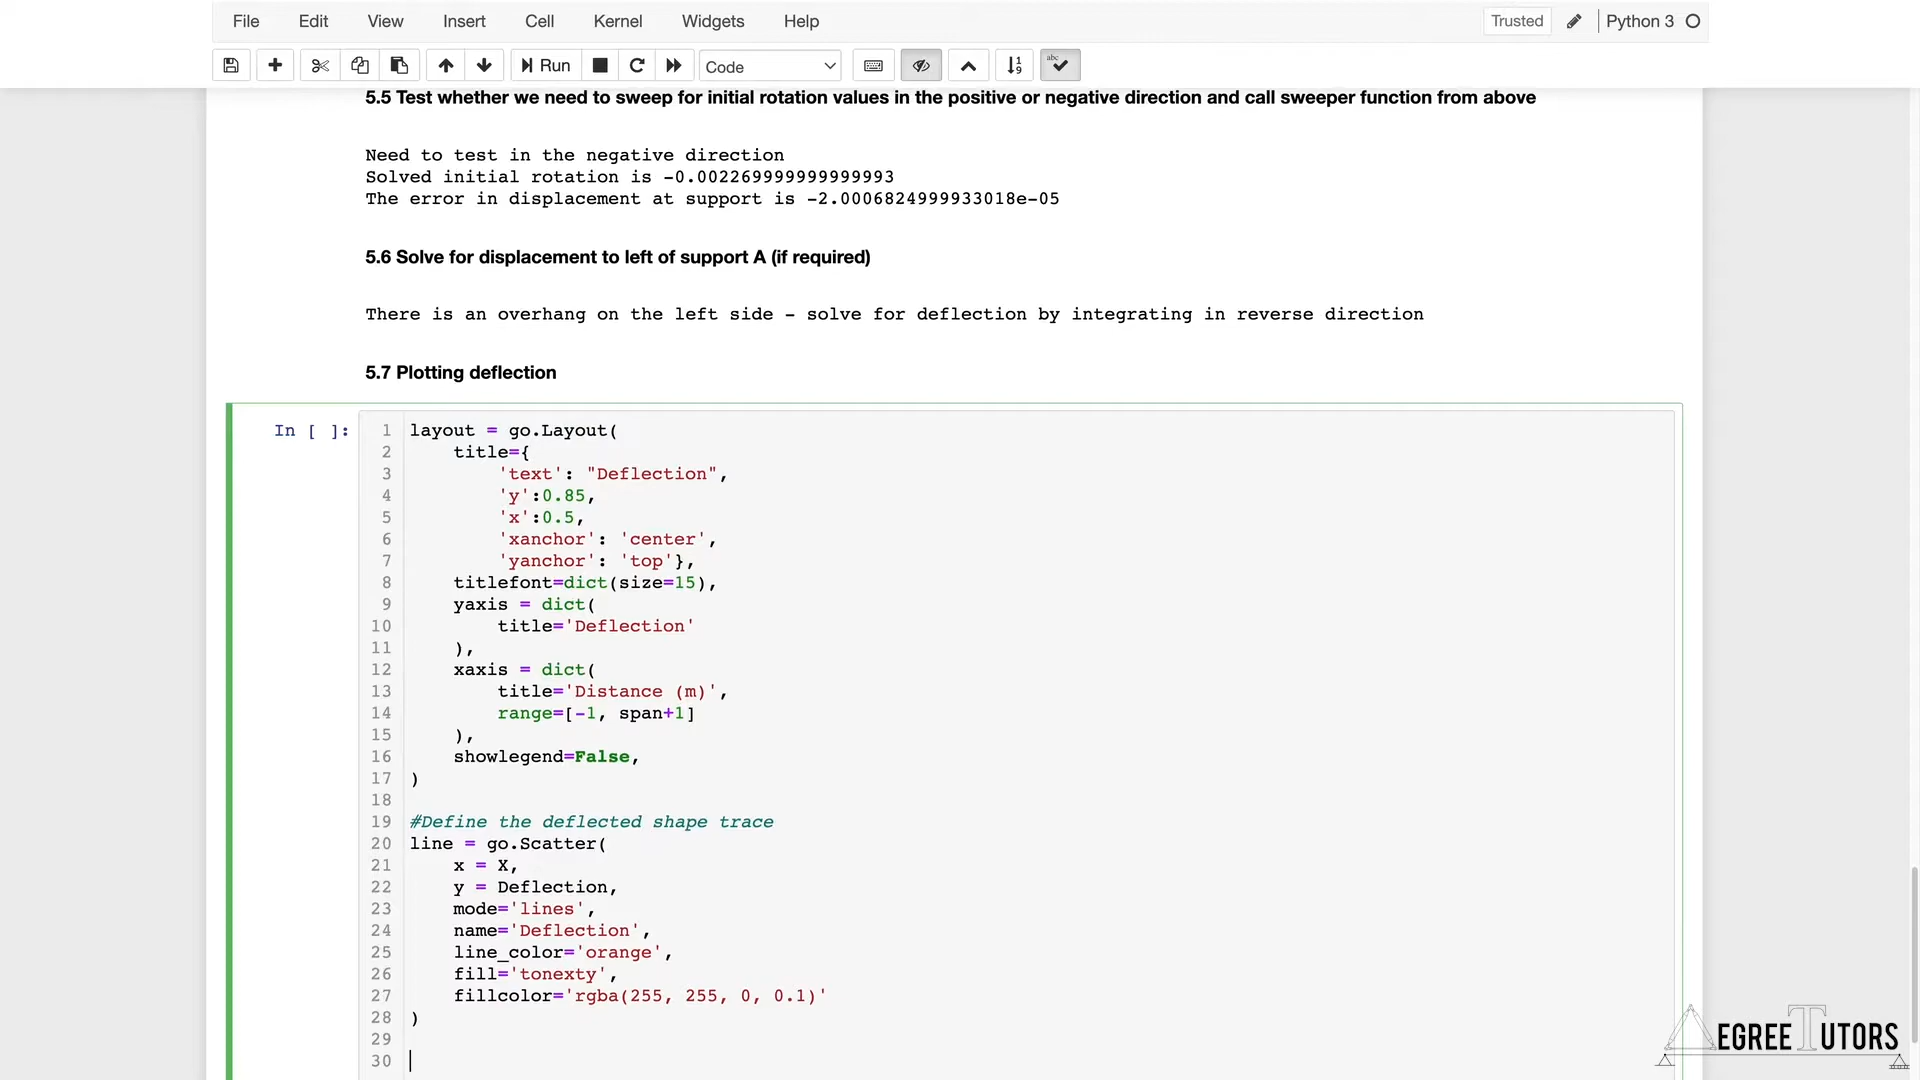 File Edit View Insert Cell Kernel Widgets Help Trusted Python 3
Run Code
5.5 Test whether we need to sweep for initial rotation values in the positive or negative direction and call sweeper function from above
Need to test in the negative direction
Solved initial rotation is -0.002269999999999993
The error in displacement at support is -2.0006824999933018e-05
5.6 Solve for displacement to left of support A (if required)
There is an overhang on the left side - solve for deflection by integrating in reverse direction
5.7 Plotting deflection
In [ ]:
1 layout = go.Layout(
2 title={
3 'text': "Deflection",
4 'y':0.85,
5 'x':0.5,
6 'xanchor': 'center',
7 'yanchor': 'top'},
8 titlefont=dict(size=15),
9 yaxis = dict(
10 title='Deflection'
11 ),
12 xaxis = dict(
13 title='Distance (m)',
14 range=[-1, span+1]
15 ),
16 showlegend=False,
17 )
18
19 #Define the deflected shape trace
20 line = go.Scatter(
21 x = X,
22 y = Deflection,
23 mode='lines',
24 name='Deflection',
25 line_color='orange',
26 fill='tonexty',
27 fillcolor='rgba(255, 255, 0, 0.1)'
28 )
29
30
EGREE TUTORS